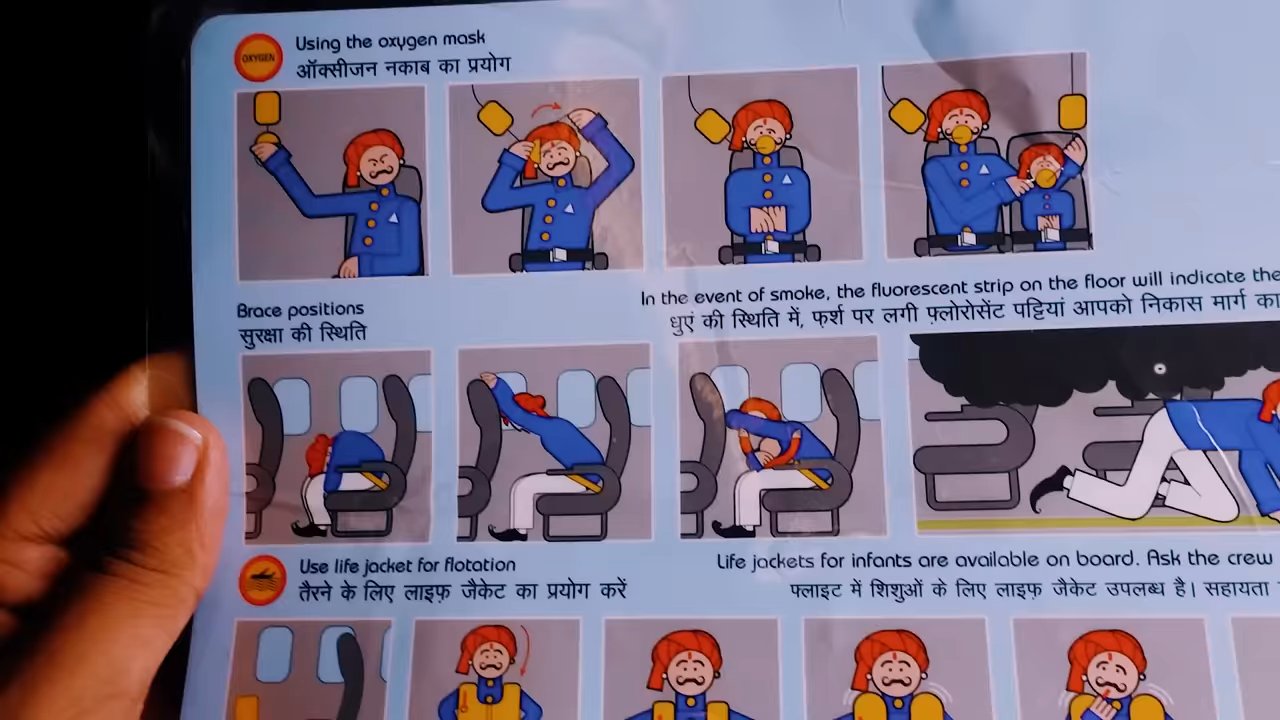 OXYGEN
Using the oxygen mask
ऑक्सीजन नकाब का प्रयोग
Brace positions
सुरक्षा की स्थिति
In the event of smoke, the fluorescent strip on the floor will indicate the
धुएं की स्थिति में, फ़र्श पर लगी फ़्लोरोसेंट पट्टियां आपको निकास मार्ग का
Use life jacket for flotation
तैरने के लिए लाइफ़ जैकेट का प्रयोग करें
Life jackets for infants are available on board. Ask the crew
फ्लाइट में शिशुओं के लिए लाइफ़ जैकेट उपलब्ध है। सहायता